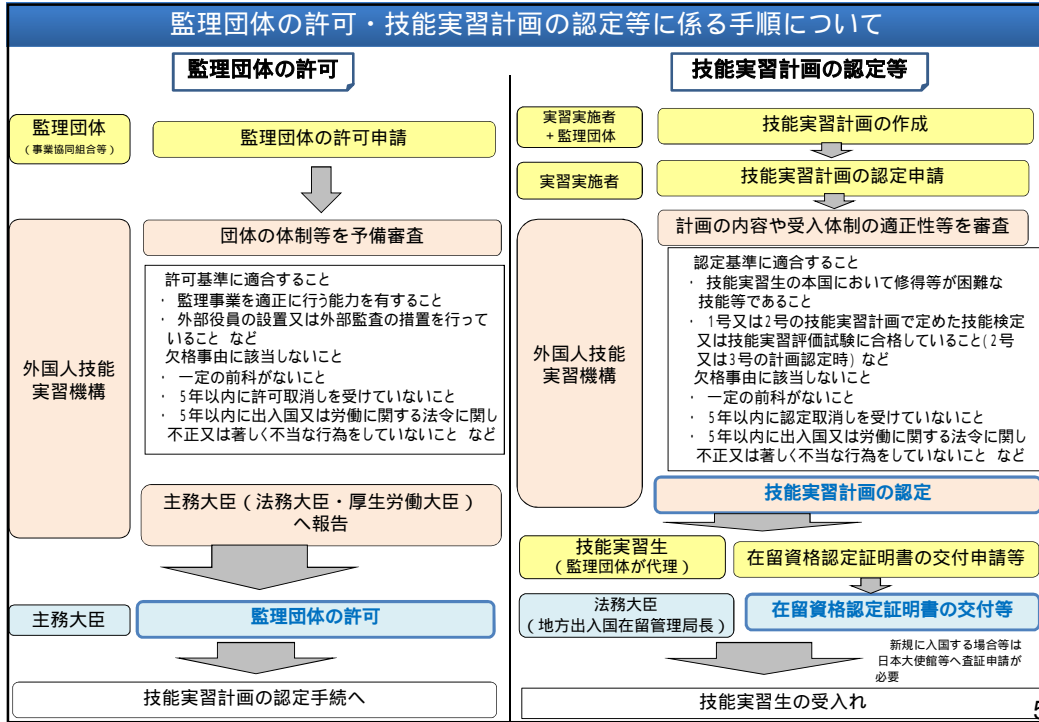 監理団体の許可・技能実習計画の認定等に係る手順について
監理団体の許可
監理団体
（事業協同組合等）
監理団体の許可申請
外国人技能
実習機構
団体の体制等を予備審査
許可基準に適合すること
・ 監理事業を適正に行う能力を有すること
・ 外部役員の設置又は外部監査の措置を行って
いること など
欠格事由に該当しないこと
・ 一定の前科がないこと
・ 5年以内に許可取消しを受けていないこと
・ 5年以内に出入国又は労働に関する法令に関し
不正又は著しく不当な行為をしていないこと など
主務大臣（法務大臣・厚生労働大臣）
へ報告
主務大臣
監理団体の許可
技能実習計画の認定手続へ
技能実習計画の認定等
実習実施者
+監理団体
技能実習計画の作成
実習実施者
技能実習計画の認定申請
外国人技能
実習機構
計画の内容や受入体制の適正性等を審査
認定基準に適合すること
・ 技能実習生の本国において修得等が困難な
技能等であること
・ 1号又は2号の技能実習計画で定めた技能検定
又は技能実習評価試験に合格していること(2号
又は3号の計画認定時) など
欠格事由に該当しないこと
・ 一定の前科がないこと
・ 5年以内に認定取消しを受けていないこと
・ 5年以内に出入国又は労働に関する法令に関し
不正又は著しく不当な行為をしていないこと など
技能実習計画の認定
技能実習生
（監理団体が代理）
在留資格認定証明書の交付申請等
法務大臣
（地方出入国在留管理局長）
在留資格認定証明書の交付等
新規に入国する場合等は
日本大使館等へ査証申請が
必要
技能実習生の受入れ
5